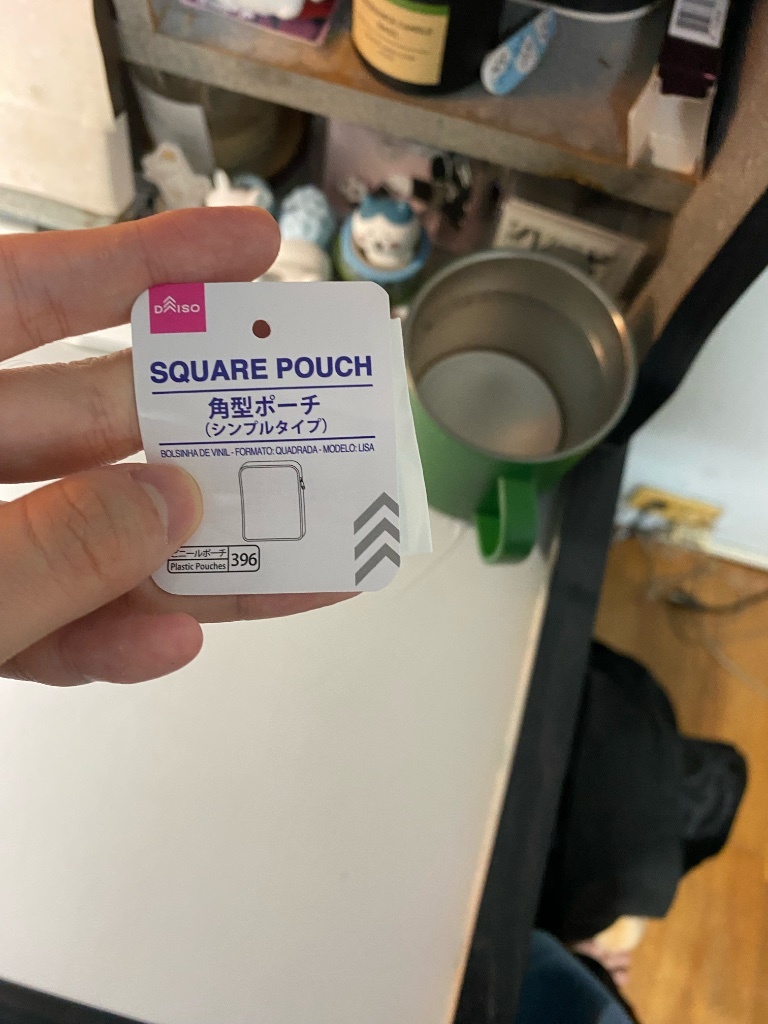 DAISO
SQUARE POUCH
角型ポーチ
(シンプルタイプ)
BOLSINHA DE VINIL - FORMATO: QUADRADA - MODELO: LISA
ビニールポーチ
Plastic Pouches 396